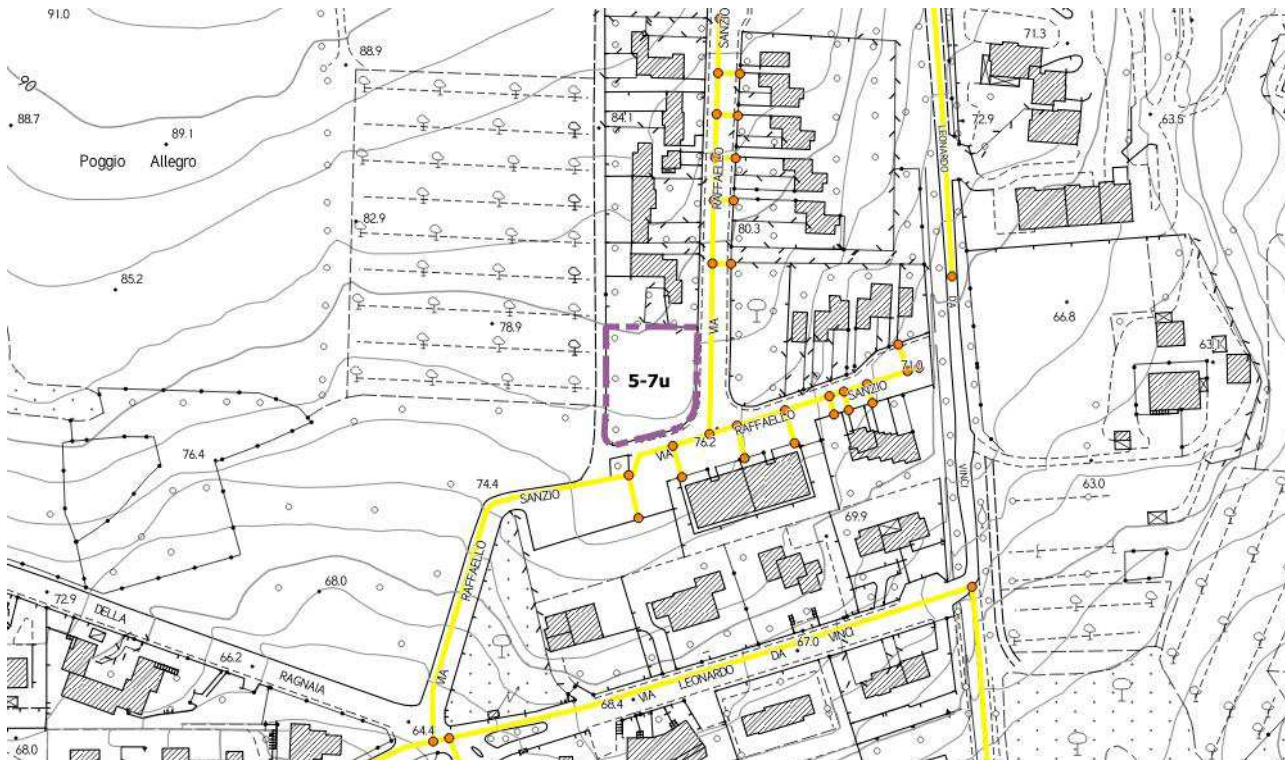 91.0
88.9
SANZIO
71.3
90
88.7
89.1
84.1
LEONARDO
72.9
63.5
Poggio Allegro
RAFFAELLO
82.9
80.3
85.2
DA
66.8
78.9
VIA
71.0
5-7u
SANZIO
RAFFAELLO
76.2
VIA
76.4
74.4
SANZIO
VINCI
63.0
69.9
RAFFAELLO
68.0
72.9
DELLA
66.2
RAGNAIA
VIA
67.0
VINCI
DA
LEONARDO
VIA
68.4
64.4
68.0